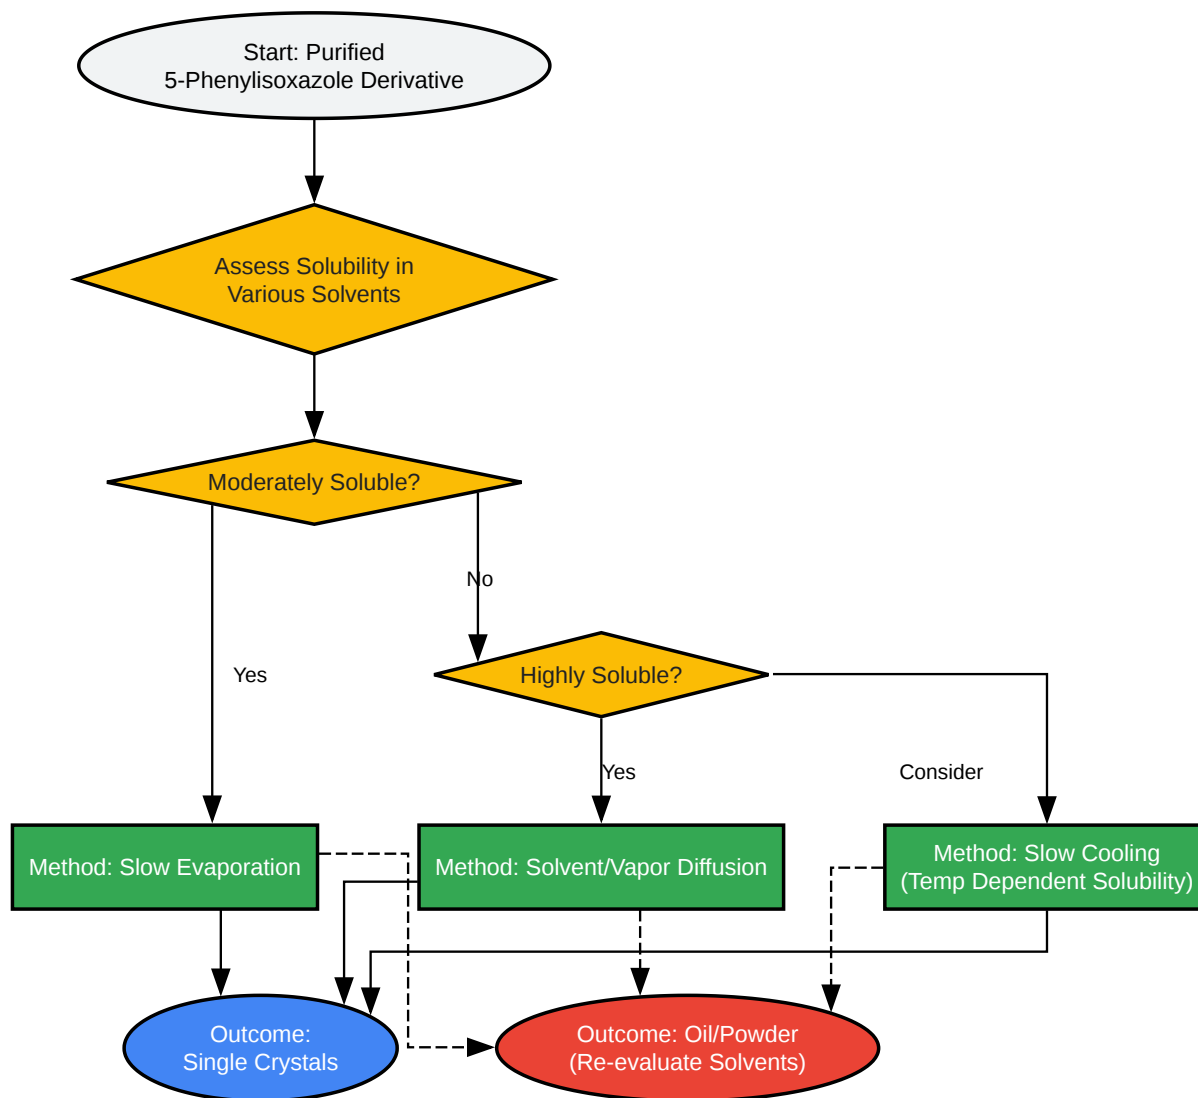 Start: Purified
5-Phenylisoxazole Derivative
Assess Solubility in
Various Solvents
Moderately Soluble?
No
Yes
Highly Soluble?
Yes
Consider
Method: Slow Evaporation
Method: Solvent/Vapor Diffusion
Method: Slow Cooling
(Temp Dependent Solubility)
Outcome:
Single Crystals
Outcome: Oil/Powder
(Re-evaluate Solvents)